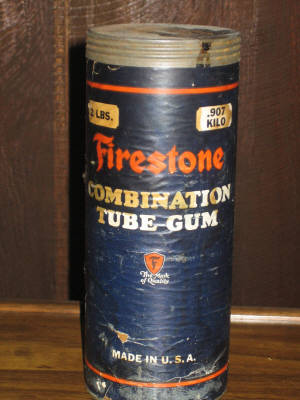 2 LBS.
.907
KILO
Firestone
COMBINATION
TUBE GUM
F
The Mark
of Quality
MADE IN U.S.A.